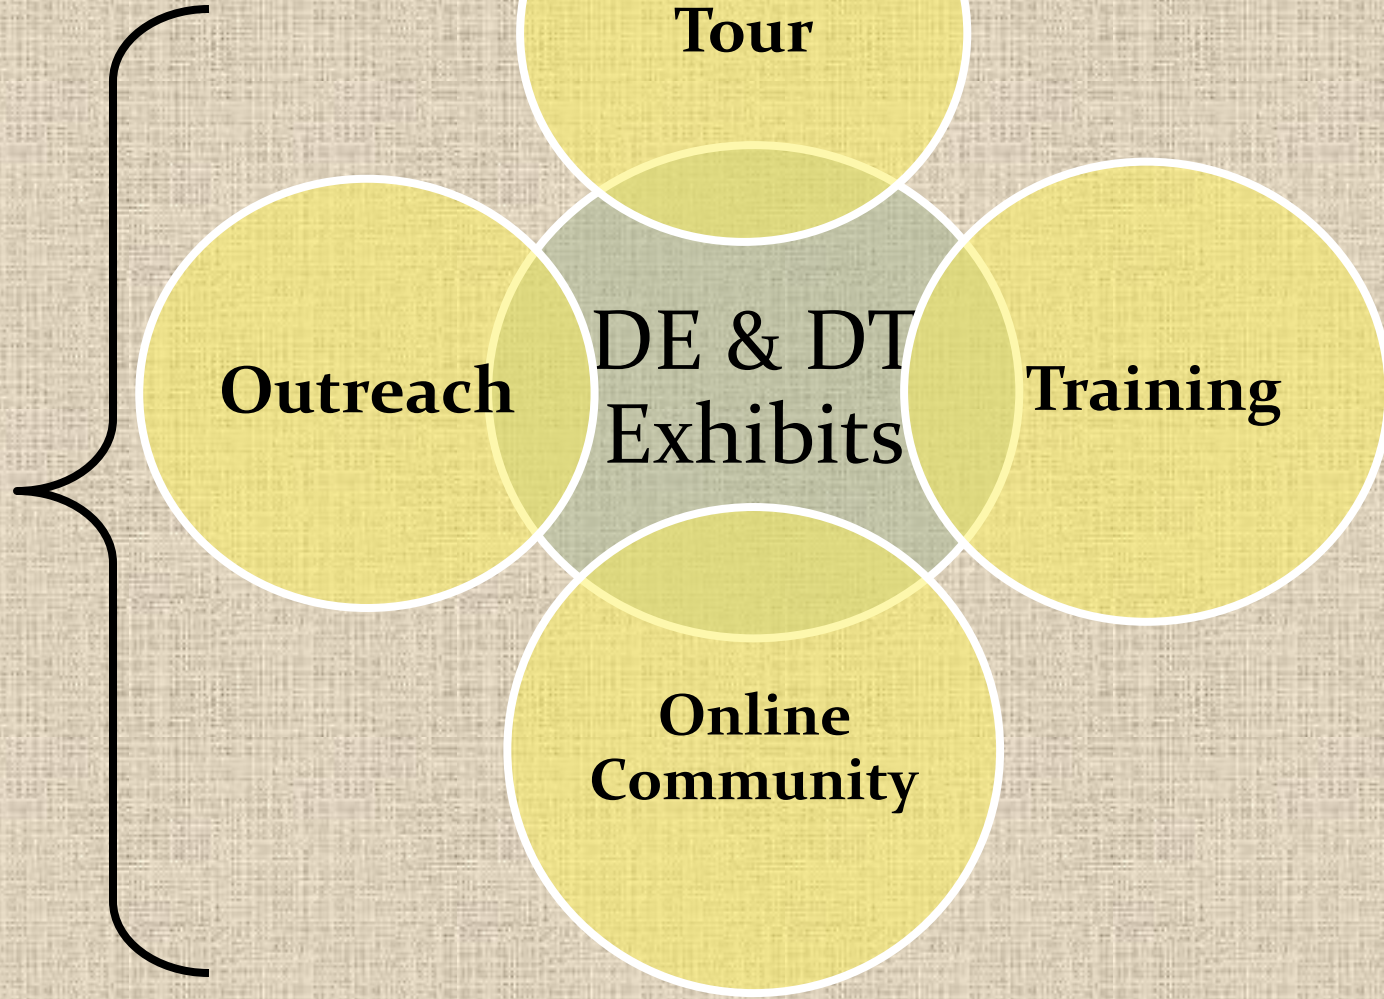 Tour
Outreach
DE & DT
Exhibits
Training
Online
Community